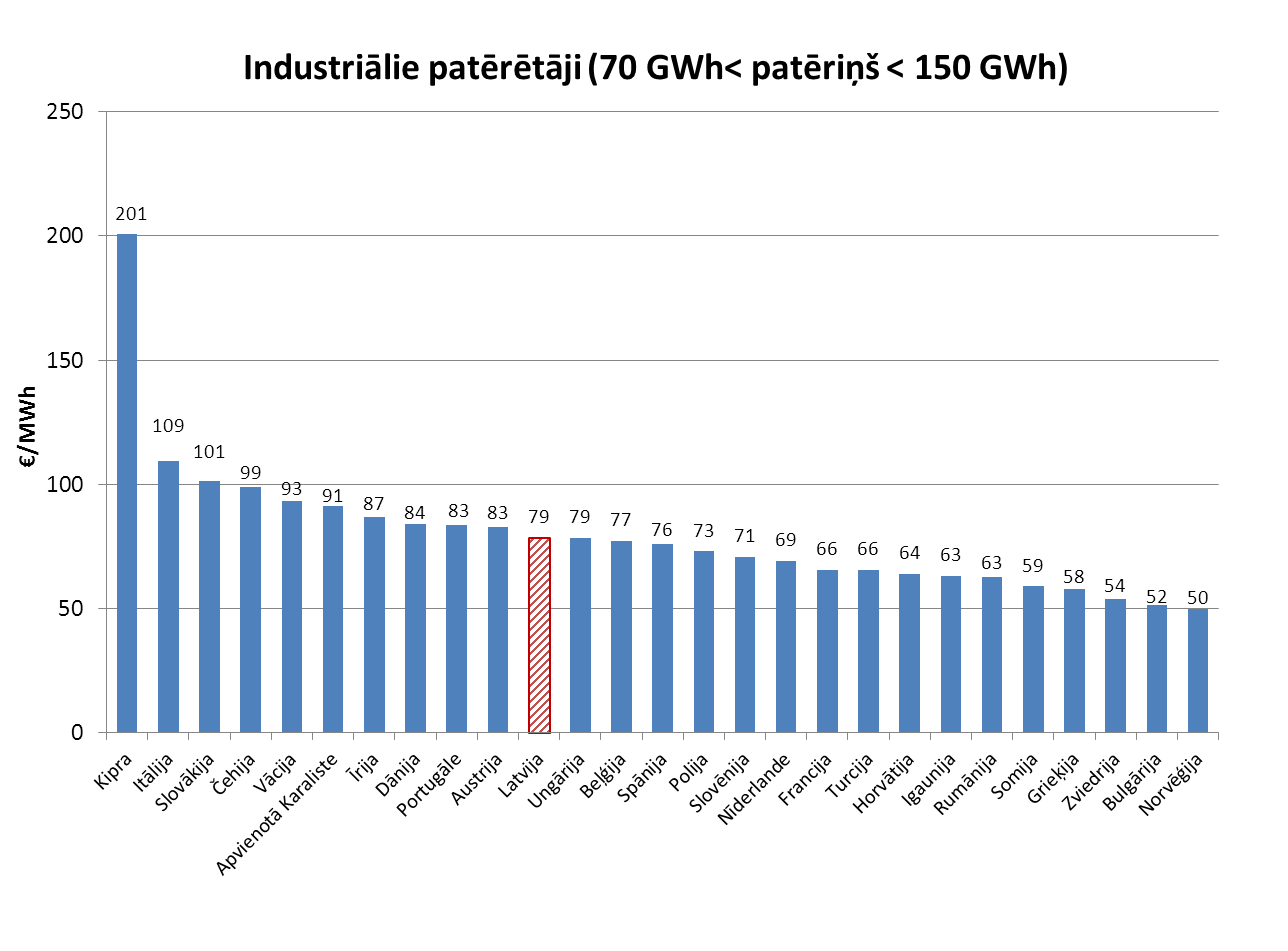 Industriālie patērētāji (70 GWh< patēriņš < 150 GWh)
€/MWh
250
200
150
100
50
0
201
109
101
99
93
91
87
84
83
83
79
79
77
76
73
71
69
66
66
64
63
63
59
58
54
52
50
Kipra
Itālija
Slovākija
Čehija
Vācija
Apvienotā Karaliste
Īrija
Dānija
Portugāle
Austrija
Latvija
Ungārija
Beļģija
Spānija
Polija
Slovēnija
Nīderlande
Francija
Turcija
Horvātija
Igaunija
Rumānija
Somija
Grieķija
Zviedrija
Bulgārija
Norvēģija